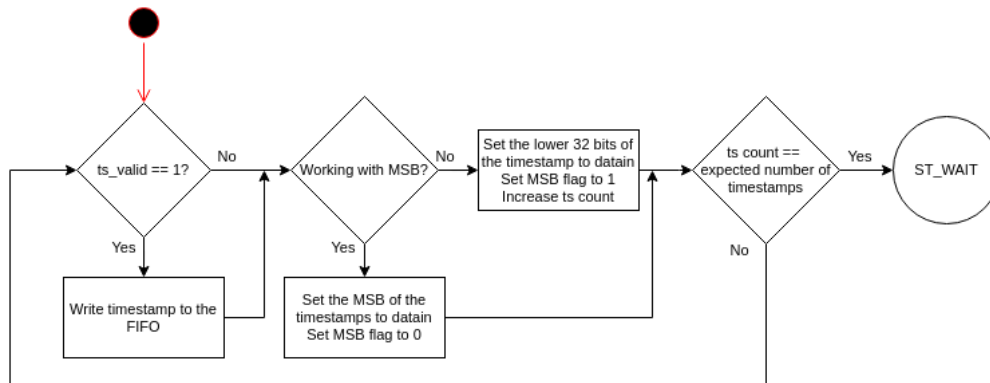 ts_valid == 1?
No
Yes
Write timestamp to the
FIFO
Working with MSB?
No
Yes
Set the MSB of the
timestamps to datain
Set MSB flag to 0
Set the lower 32 bits of
the timestamp to datain
Set MSB flag to 1
Increase ts count
ts count ==
expected number of
timestamps
Yes
No
ST_WAIT